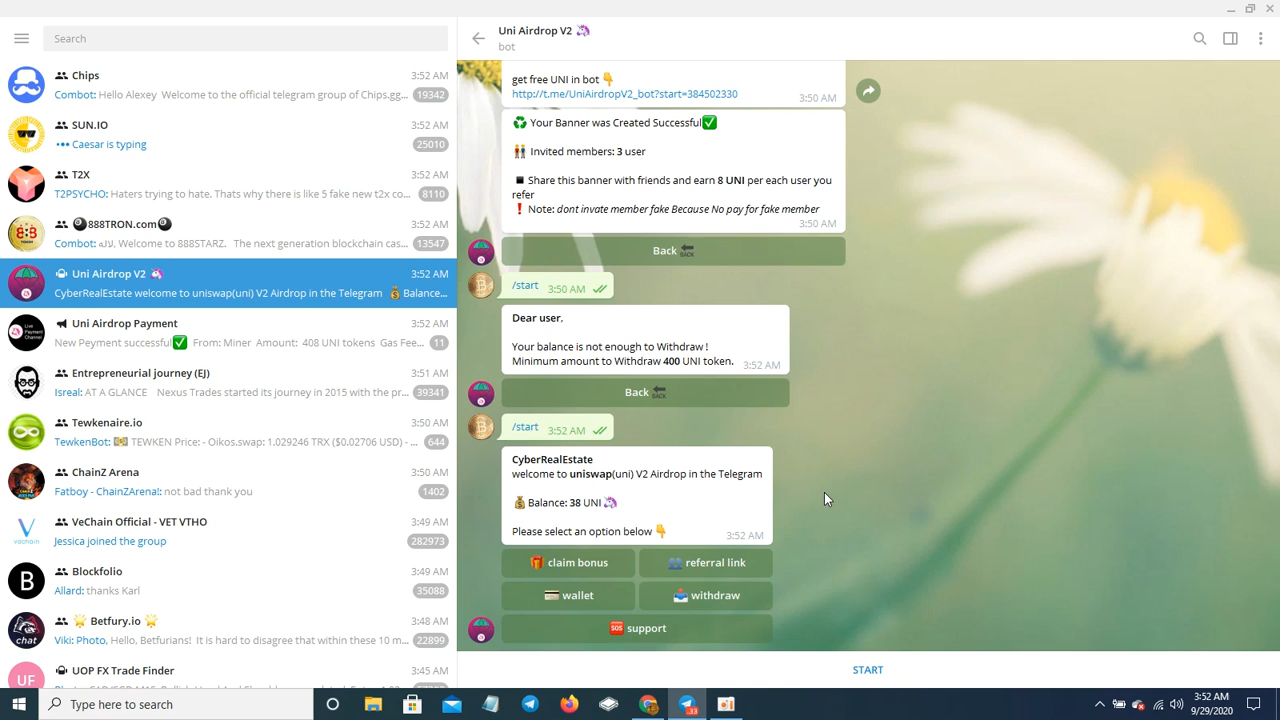 Search
Chips 3:52 AM
Combot: Hello Alexey Welcome to the official telegram group of Chips.gg... 19342
SUN.IO 3:52 AM
Caesar is typing 25010
T2X 3:52 AM
T2PSYCHO: Haters trying to hate. Thats why there is like 5 fake new t2x co... 8110
🎱888TRON.com🎱 3:52 AM
Combot: עלג, Welcome to 888STARZ. The next generation blockchain cas... 13547
Uni Airdrop V2 🦄 3:52 AM
CyberRealEstate welcome to uniswap(uni) V2 Airdrop in the Telegram 💰 Balance...
Uni Airdrop Payment 3:52 AM
New Peyment successful✅ From: Miner Amount: 408 UNI tokens Gas Fee... 11
Entrepreneurial journey (EJ) 3:51 AM
Isreal: AT A GLANCE Nexus Trades started its journey in 2015 with the pr... 39341
Tewkenaire.io 3:50 AM
TewkenBot: 💵 TEWKEN Price: - Oikos.swap: 1.029246 TRX ($0.02706 USD) - ... 644
ChainZ Arena 3:50 AM
Fatboy - ChainZArena!: not bad thank you 1402
VeChain Official - VET VTHO 3:49 AM
Jessica joined the group 282973
Blockfolio 3:49 AM
Allard: thanks Karl 35088
🌟 Betfury.io 🌟 3:48 AM
Viki: Photo, Hello, Betfurians! It is hard to disagree that within these 10 m... 22899
UOP FX Trade Finder 3:45 AM
Uni Airdrop V2 🦄
bot
get free UNI in bot 👇
http://t.me/UniAirdropV2_bot?start=384502330 3:50 AM
♻️ Your Banner was Created Successful✅
👬 Invited members: 3 user
◾ Share this banner with friends and earn 8 UNI per each user you
refer
❗ Note: dont invate member fake Because No pay for fake member
3:50 AM
Back 🔙
/start 3:50 AM
Dear user,
Your balance is not enough to Withdraw !
Minimum amount to Withdraw 400 UNI token. 3:52 AM
Back 🔙
/start 3:52 AM
CyberRealEstate
welcome to uniswap(uni) V2 Airdrop in the Telegram
💰Balance: 38 UNI🦄
Please select an option below 👇 3:52 AM
🎁 claim bonus 👥 referral link
💳 wallet 📤 withdraw
🆘 support
START
Type here to search
3:52 AM
9/29/2020